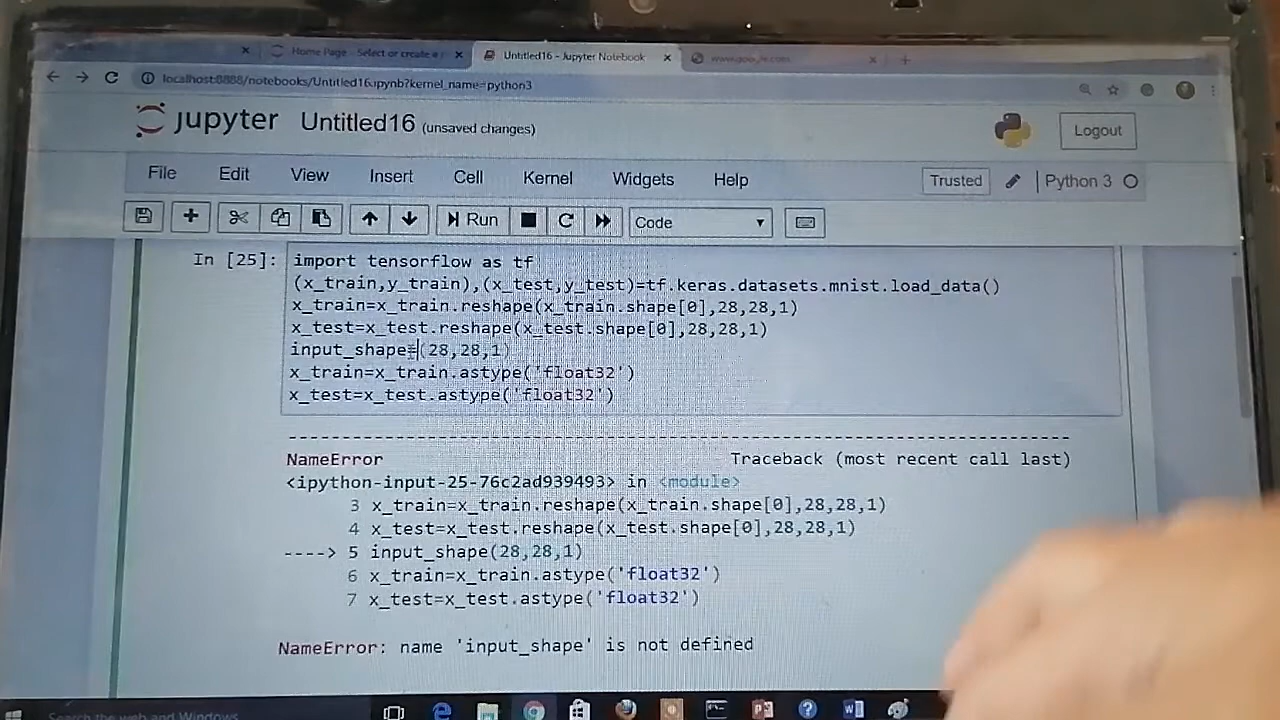 Home Page - Select or create a
Untitled16 - Jupyter Notebook
www.google.com
localhost:8888/notebooks/Untitled16.ipynb?kernel_name=python3
jupyter Untitled16 (unsaved changes)
Logout
File Edit View Insert Cell Kernel Widgets Help
Trusted
Python 3
Run
Code
In [25]:
import tensorflow as tf
(x_train,y_train),(x_test,y_test)=tf.keras.datasets.mnist.load_data()
x_train=x_train.reshape(x_train.shape[0],28,28,1)
x_test=x_test.reshape(x_test.shape[0],28,28,1)
input_shape=(28,28,1)
x_train=x_train.astype('float32')
x_test=x_test.astype('float32')
---------------------------------------------------------------------------
NameError Traceback (most recent call last)
<ipython-input-25-76c2ad939493> in <module>
3 x_train=x_train.reshape(x_train.shape[0],28,28,1)
4 x_test=x_test.reshape(x_test.shape[0],28,28,1)
----> 5 input_shape(28,28,1)
6 x_train=x_train.astype('float32')
7 x_test=x_test.astype('float32')
NameError: name 'input_shape' is not defined
Search the web and Windows